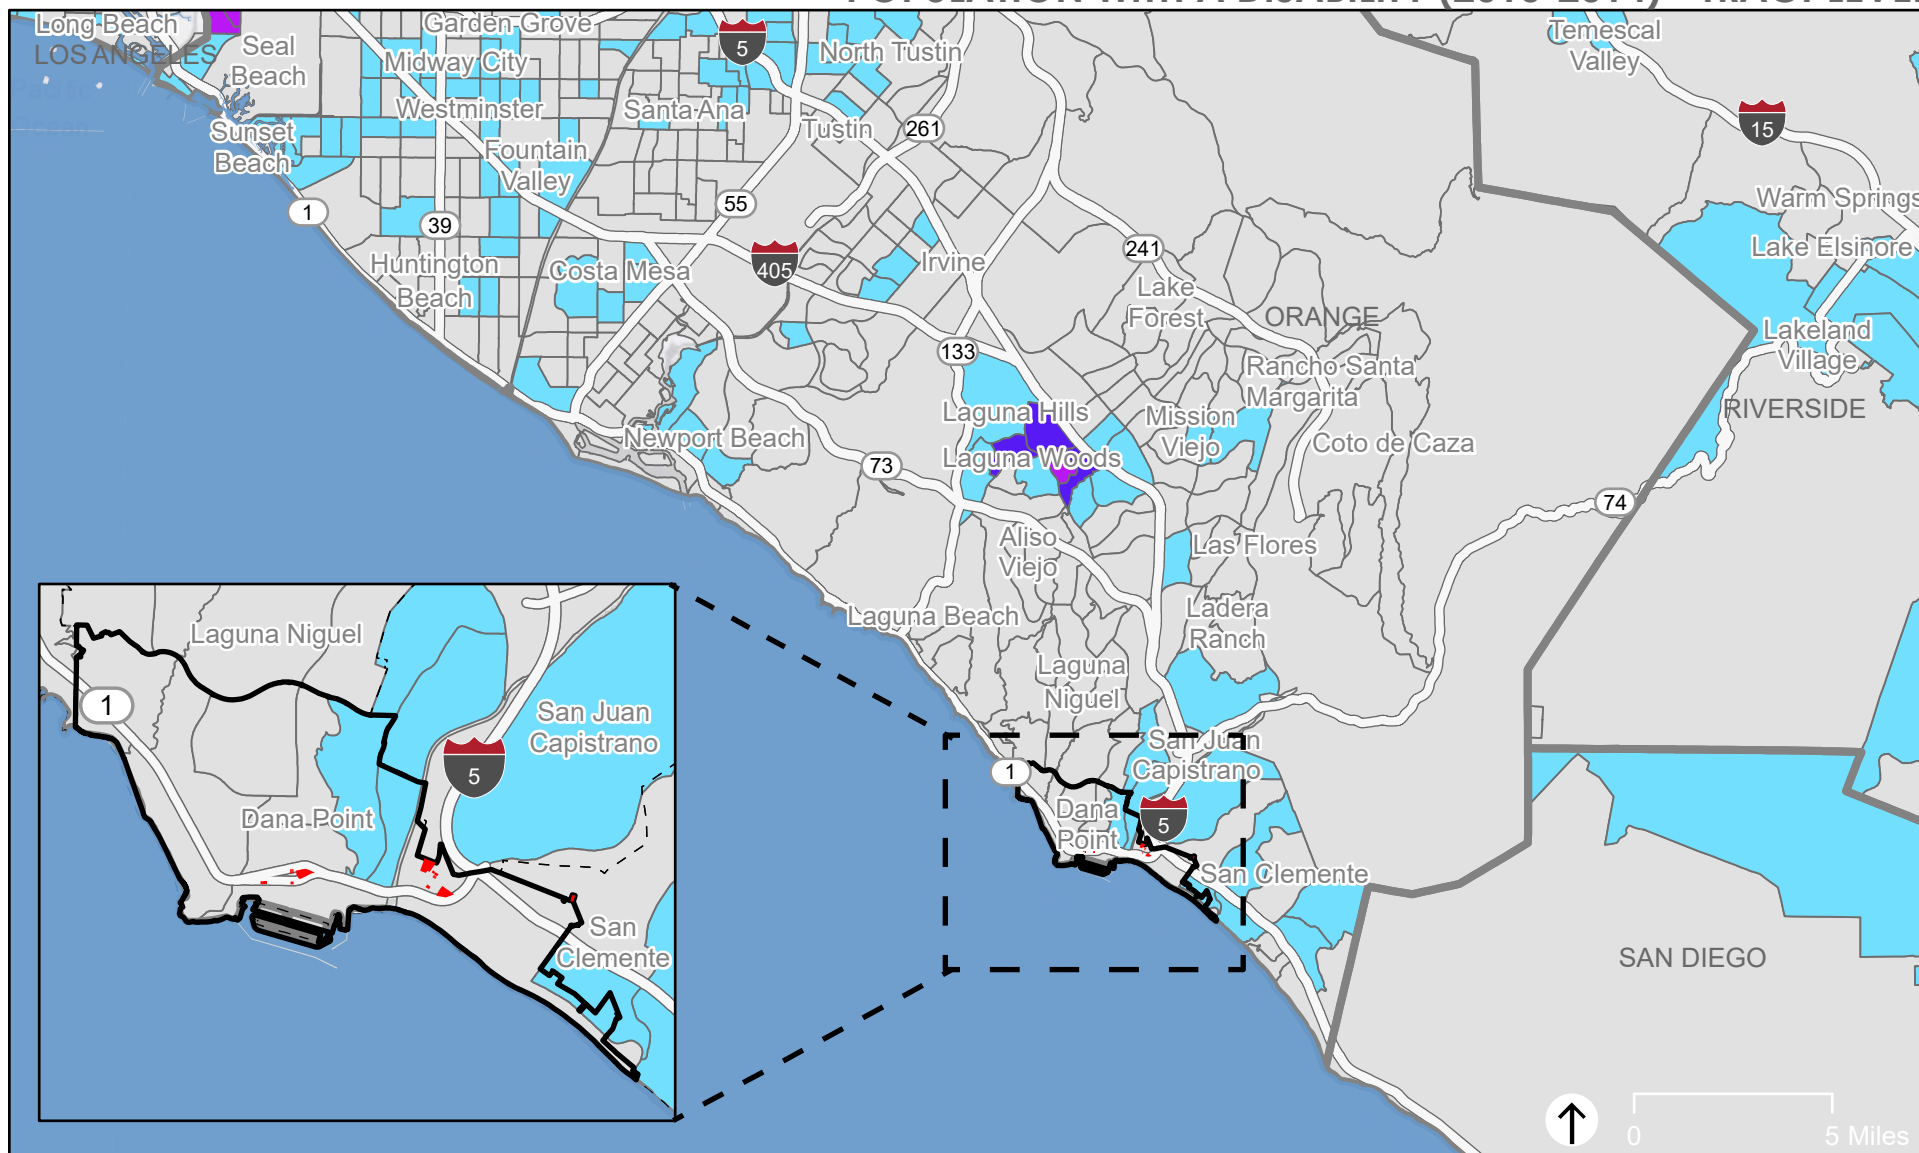 Long Beach
LOS ANGELES
Seal
Beach
Garden Grove
Midway City
Westminster
5
North Tustin
Santa Ana
Tustin
261
Temescal
Valley
15
Pacific
Ocean
Sunset
Beach
Fountain
Valley
1
39
55
241
Warm Springs
Lake Elsinore
Huntington
Beach
Costa Mesa
405
Irvine
Lake
Forest
ORANGE
Lakeland
Village
133
Rancho Santa
Margarita
RIVERSIDE
Laguna Hills
Mission
Viejo
Newport Beach
Coto de Caza
Laguna Woods
73
74
Aliso
Viejo
Las Flores
Laguna Beach
Ladera
Ranch
Laguna
Niguel
San Juan
Capistrano
1
Dana
Point
5
San Clemente
SAN DIEGO
Laguna Niguel
1
San Juan
Capistrano
5
Dana Point
San
Clemente
0
5 Miles